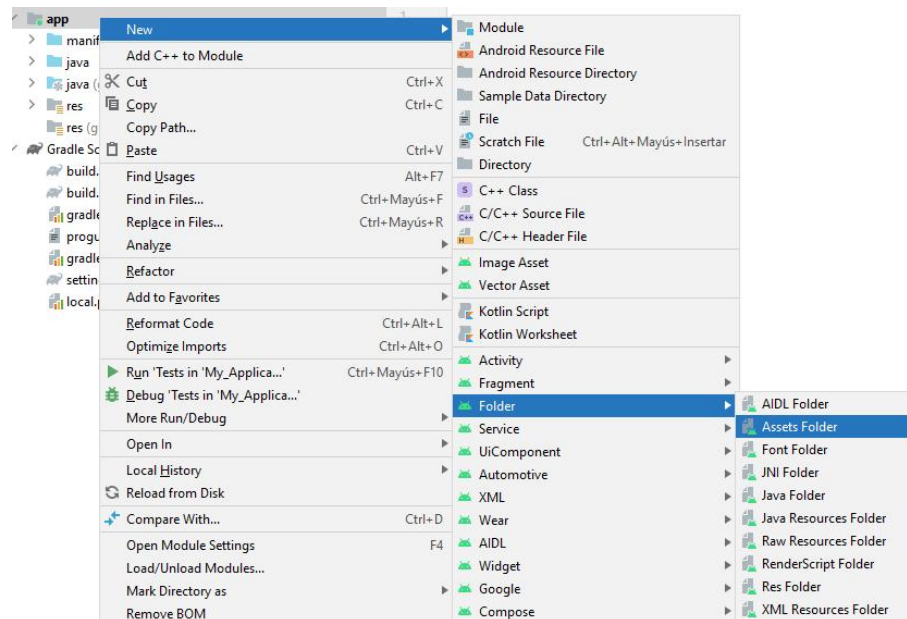 app
manif
java
java (
res
res (g
Gradle Sc
build.
build.
gradle
progu
gradle
settin
local.p
1
New
Add C++ to Module
Cut Ctrl+X
Copy Ctrl+C
Copy Path...
Paste Ctrl+V
Find Usages Alt+F7
Find in Files... Ctrl+Mayús+F
Replace in Files... Ctrl+Mayús+R
Analyze
Refactor
Add to Favorites
Reformat Code Ctrl+Alt+L
Optimize Imports Ctrl+Alt+O
Run 'Tests in 'My_Applica...' Ctrl+Mayús+F10
Debug 'Tests in 'My_Applica...'
More Run/Debug
Open In
Local History
Reload from Disk
Compare With... Ctrl+D
Open Module Settings F4
Load/Unload Modules...
Mark Directory as
Remove BOM
Module
Android Resource File
Android Resource Directory
Sample Data Directory
File
Scratch File Ctrl+Alt+Mayús+Insertar
Directory
S C++ Class
C++ C/C++ Source File
H C/C++ Header File
Image Asset
Vector Asset
Kotlin Script
Kotlin Worksheet
Activity
Fragment
Folder
Service
UiComponent
Automotive
XML
Wear
AIDL
Widget
Google
Compose
AIDL Folder
Assets Folder
Font Folder
JNI Folder
Java Folder
Java Resources Folder
Raw Resources Folder
RenderScript Folder
Res Folder
XML Resources Folder